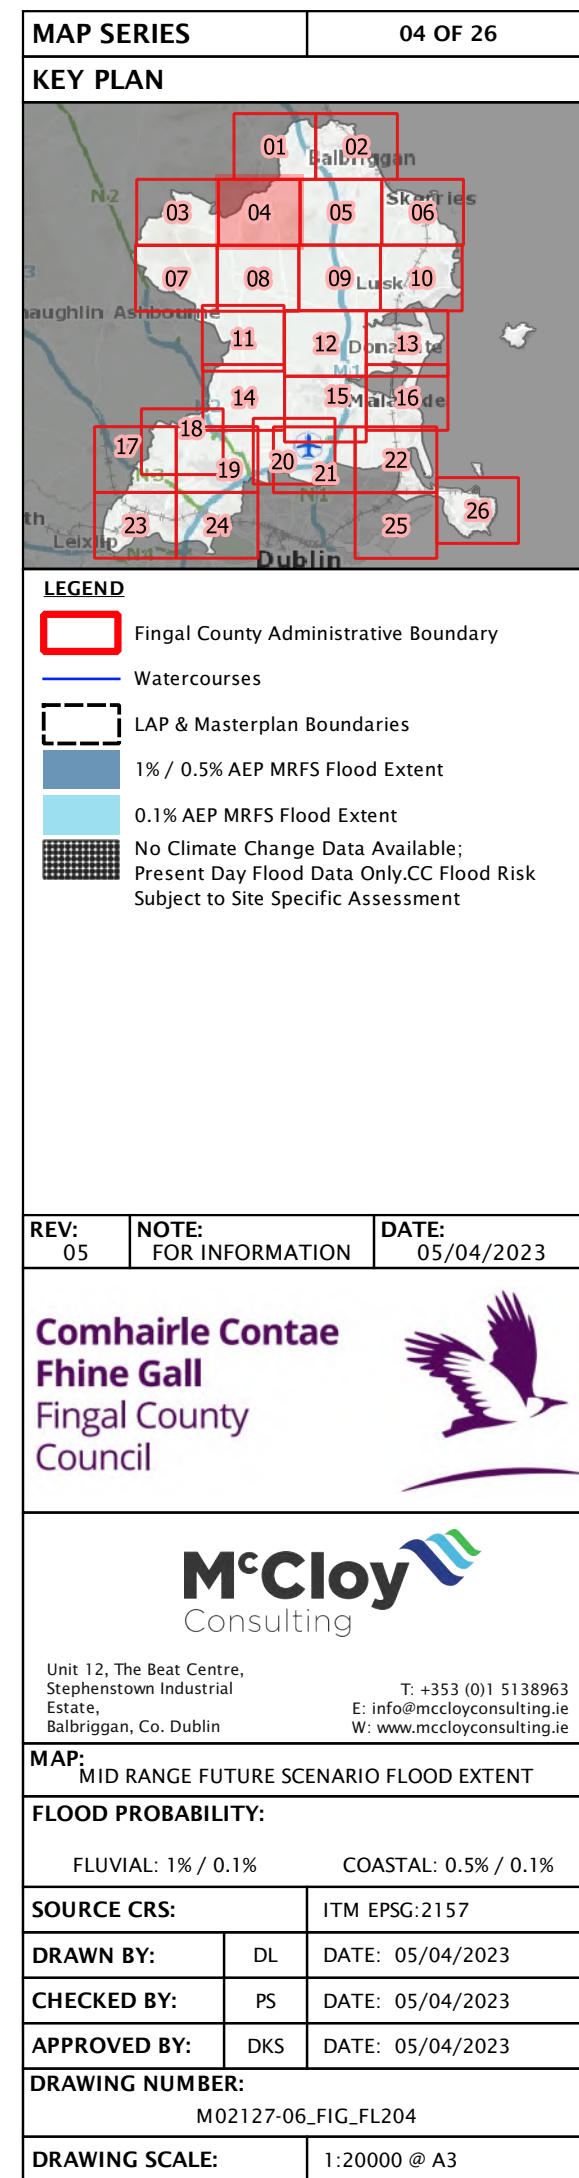 MAP SERIES
04 OF 26
KEY PLAN
01
02
Balbriggan
N2
03
04
05
Skerries
06
07
08
09
Lusk
10
Ashbourne
11
12
13
M1
14
15
16
17
18
19
20
21
22
N3
23
24
25
26
Leixlip
Dublin
LEGEND
Fingal County Administrative Boundary
Watercourses
LAP & Masterplan Boundaries
1% / 0.5% AEP MRFS Flood Extent
0.1% AEP MRFS Flood Extent
No Climate Change Data Available;
Present Day Flood Data Only.CC Flood Risk
Subject to Site Specific Assessment
REV:
05
NOTE:
FOR INFORMATION
DATE:
05/04/2023
Comhairle Contae
Fhine Gall
Fingal County
Council
McCloy
Consulting
Unit 12, The Beat Centre,
Stephenstown Industrial
Estate,
Balbriggan, Co. Dublin
T: +353 (0)1 5138963
E: info@mccloyconsulting.ie
W: www.mccloyconsulting.ie
MAP:
MID RANGE FUTURE SCENARIO FLOOD EXTENT
FLOOD PROBABILITY:
FLUVIAL: 1% / 0.1%
COASTAL: 0.5% / 0.1%
SOURCE CRS:
ITM EPSG:2157
DRAWN BY:
DL
DATE: 05/04/2023
CHECKED BY:
PS
DATE: 05/04/2023
APPROVED BY:
DKS
DATE: 05/04/2023
DRAWING NUMBER:
M02127-06_FIG_FL204
DRAWING SCALE:
1:20000 @ A3